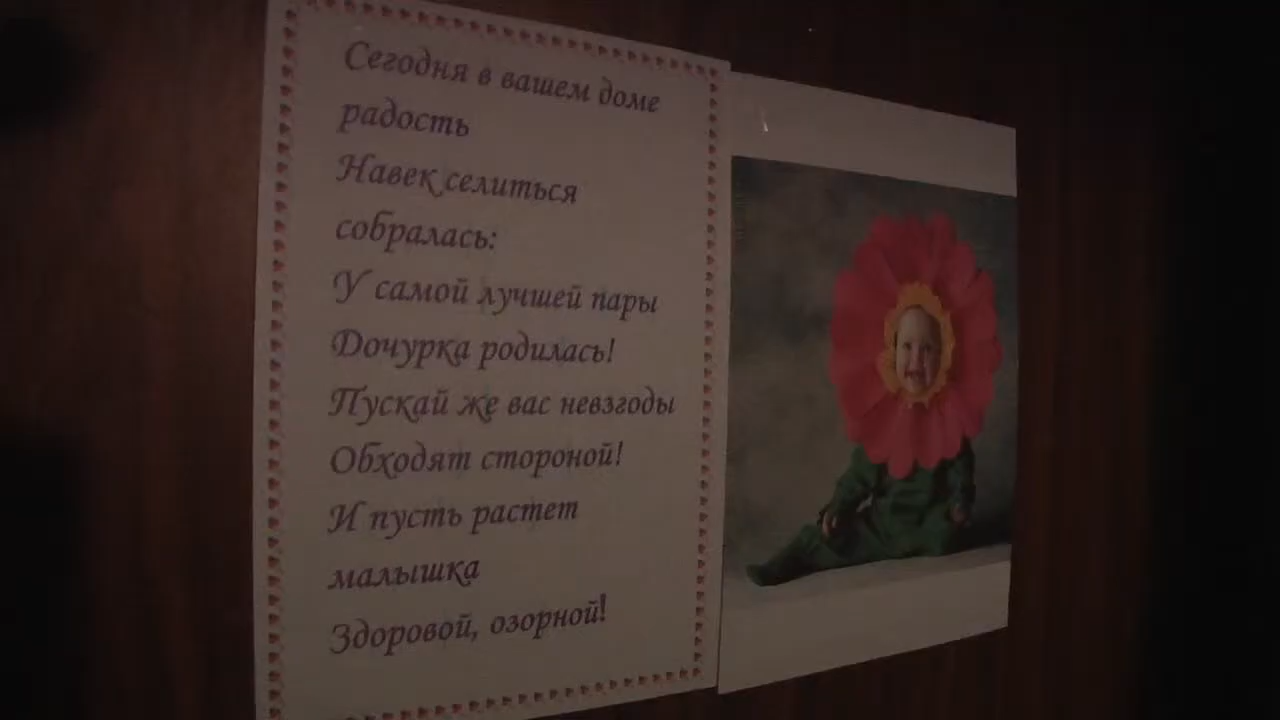 Сегодня в вашем доме
радость
Навек селиться
собралась:
У самой лучшей пары
Дочурка родилась!
Пускай же вас невзгоды
Обходят стороной!
И пусть растет
малышка
Здоровой, озорной!